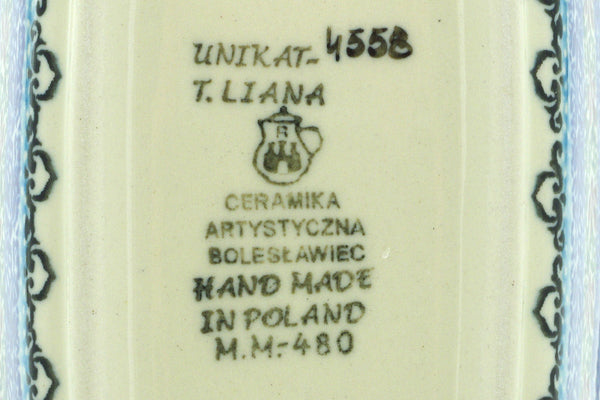 UNIKAT- 4558
T. LIANA
R
CERAMIKA
ARTYSTYCZNA
BOLESŁAWIEC
HAND MADE
IN POLAND
M.M.-480